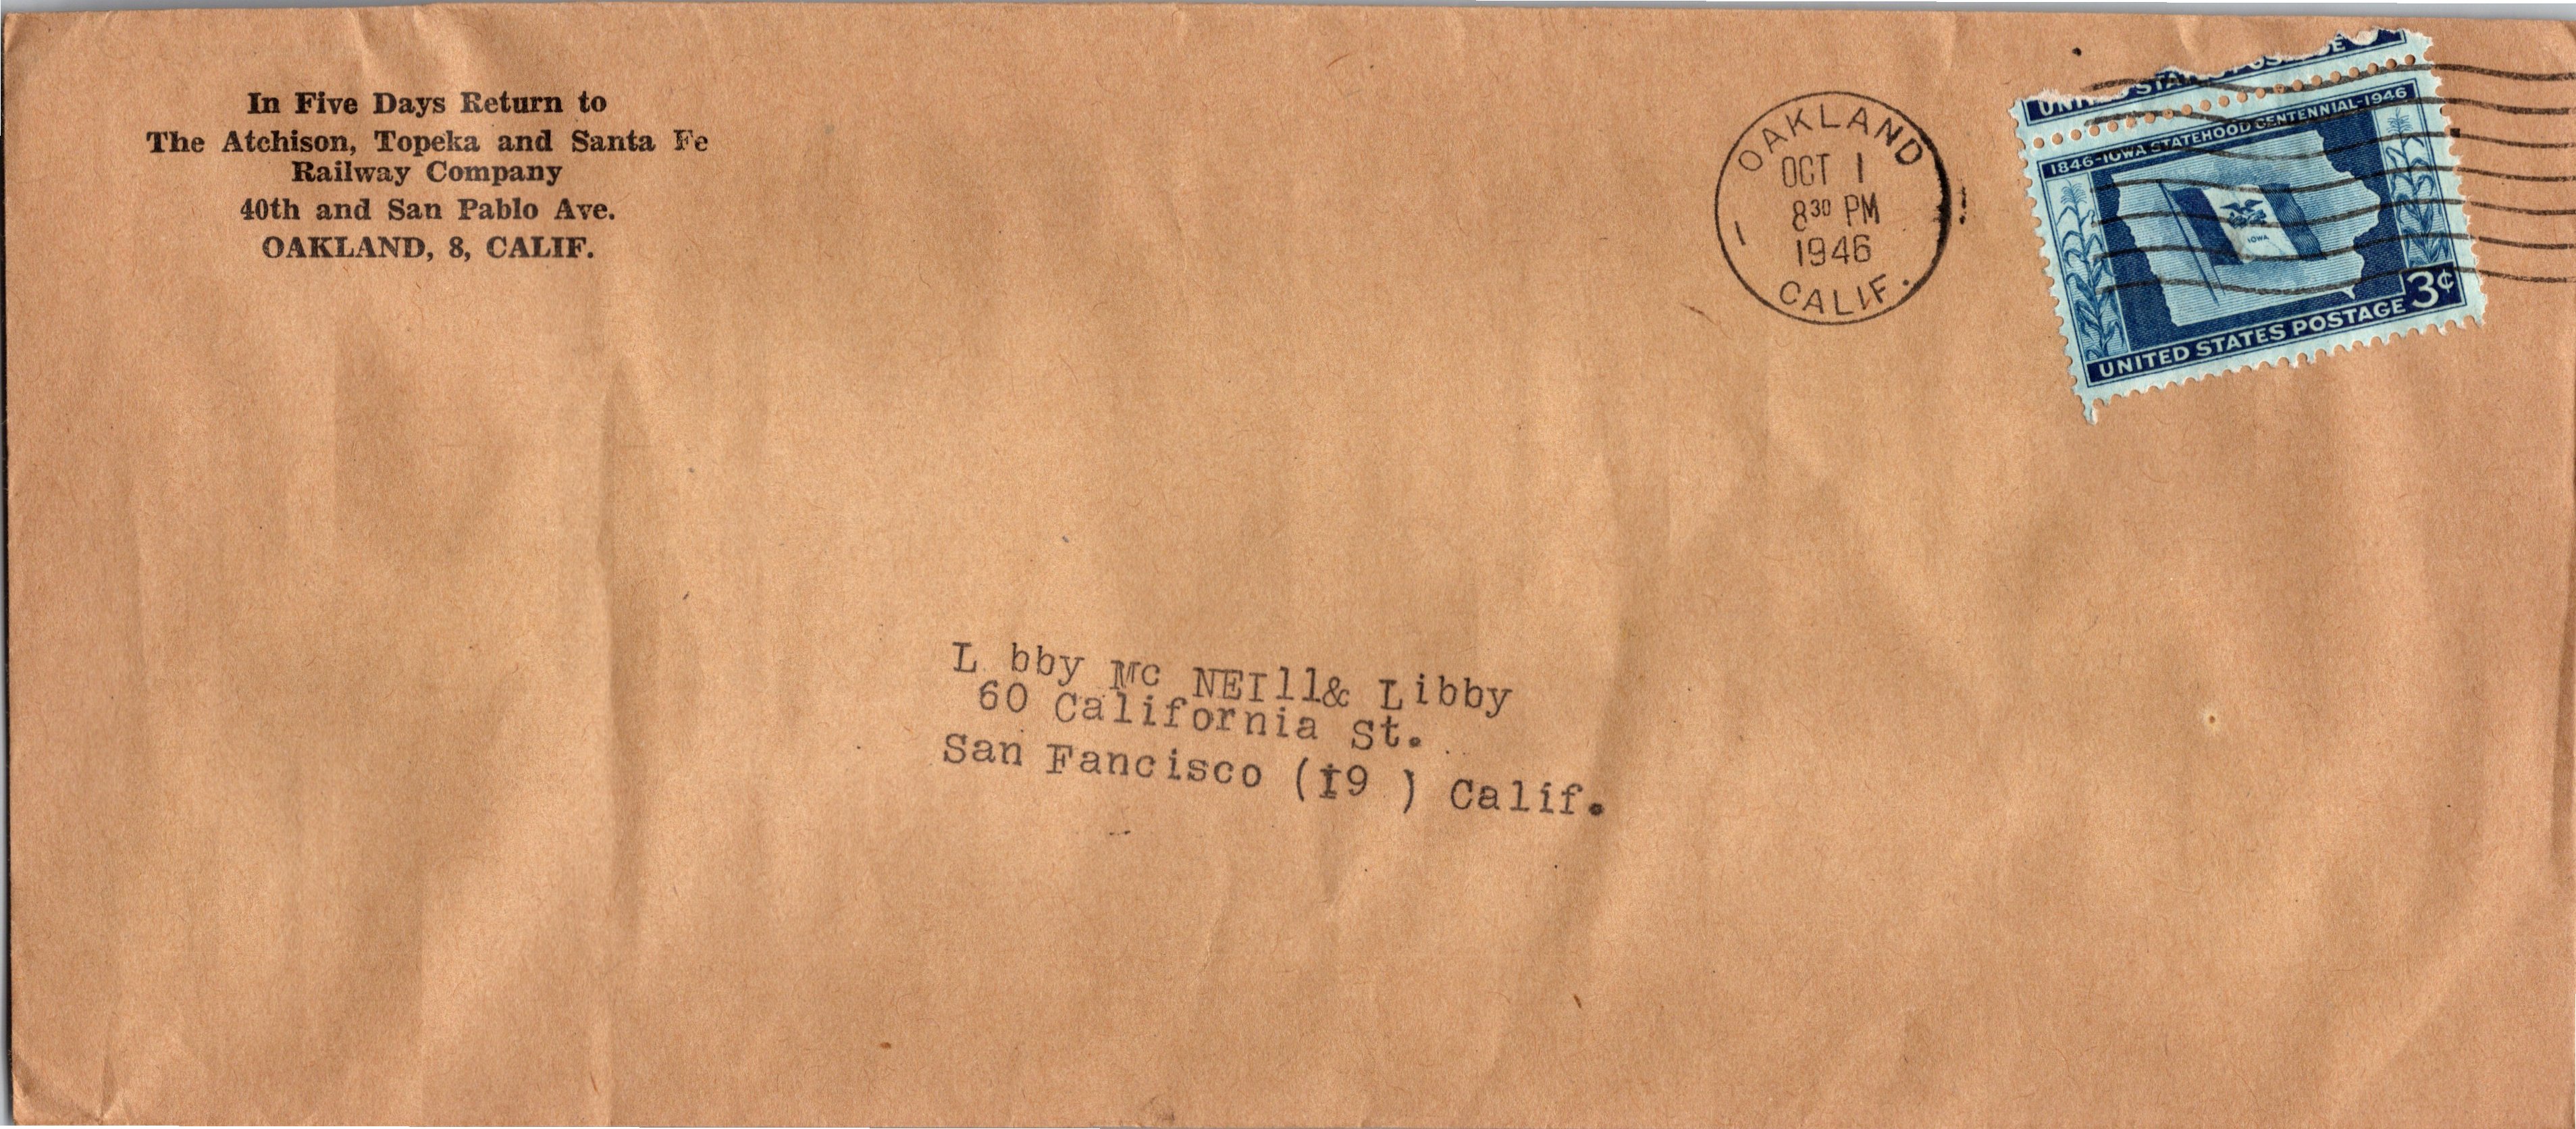 In Five Days Return to
The Atchison, Topeka and Santa Fe
Railway Company
40th and San Pablo Ave.
OAKLAND, 8, CALIF.
OAKLAND
OCT 1
8 30 PM
1946
CALIF.
1
1846-IOWA STATEHOOD CENTENNIAL-1946
IOWA
3¢
UNITED STATES POSTAGE
L bby Mc NEIll& Libby
60 California St.
San Fancisco (I9 ) Calif.